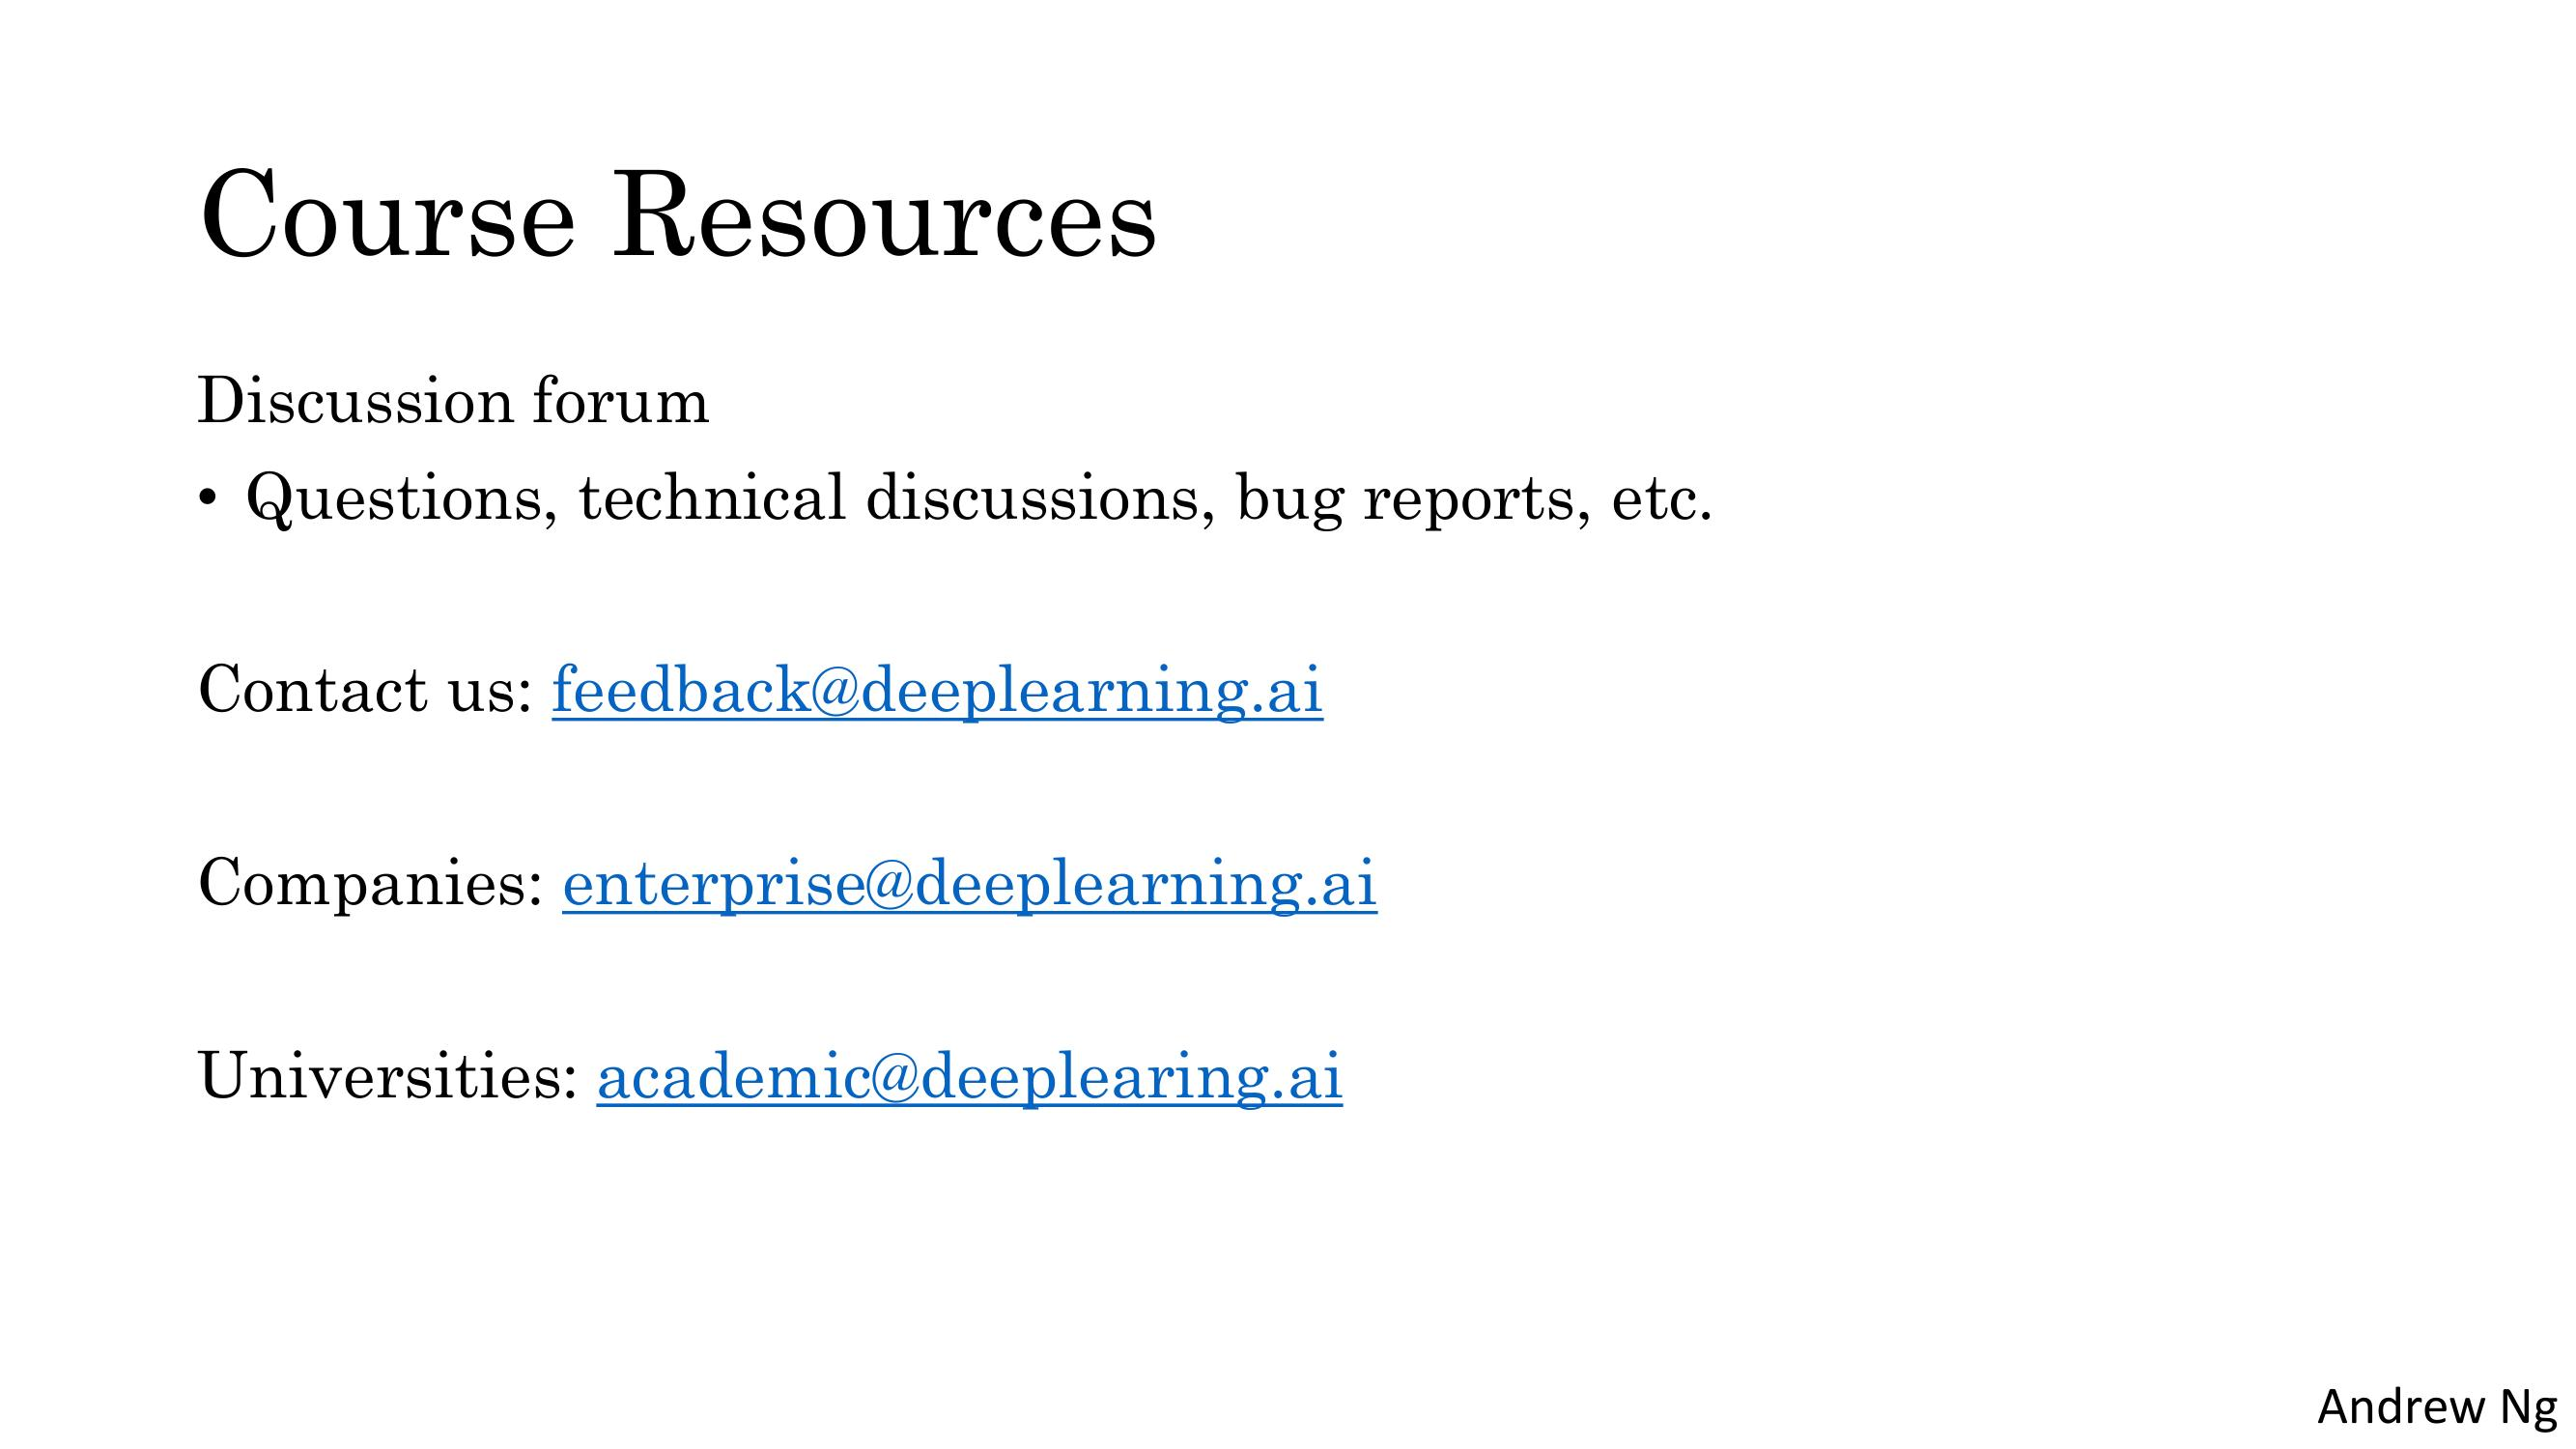 Course Resources
Discussion forum
• Questions, technical discussions, bug reports, etc.
Contact us: feedback@deeplearning.ai
Companies: enterprise@deeplearning.ai
Universities: academic@deeplearing.ai
Andrew Ng